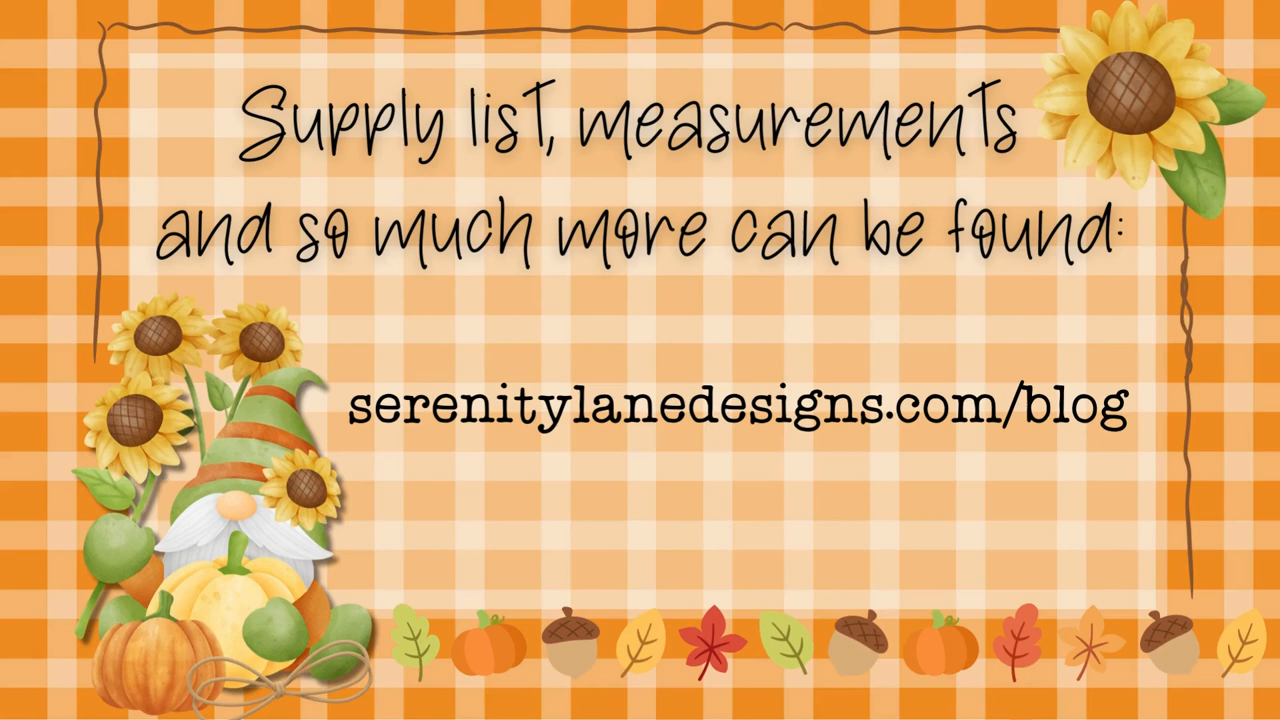 Supply list, measurements
and so much more can be found:
serenitylanedesigns.com/blog